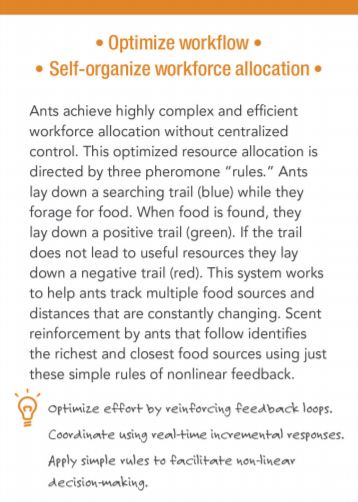 • Optimize workflow •
• Self-organize workforce allocation •
Ants achieve highly complex and efficient
workforce allocation without centralized
control. This optimized resource allocation is
directed by three pheromone “rules.” Ants
lay down a searching trail (blue) while they
forage for food. When food is found, they
lay down a positive trail (green). If the trail
does not lead to useful resources they lay
down a negative trail (red). This system works
to help ants track multiple food sources and
distances that are constantly changing. Scent
reinforcement by ants that follow identifies
the richest and closest food sources using just
these simple rules of nonlinear feedback.
Optimize effort by reinforcing feedback loops.
Coordinate using real-time incremental responses.
Apply simple rules to facilitate non-linear
decision-making.